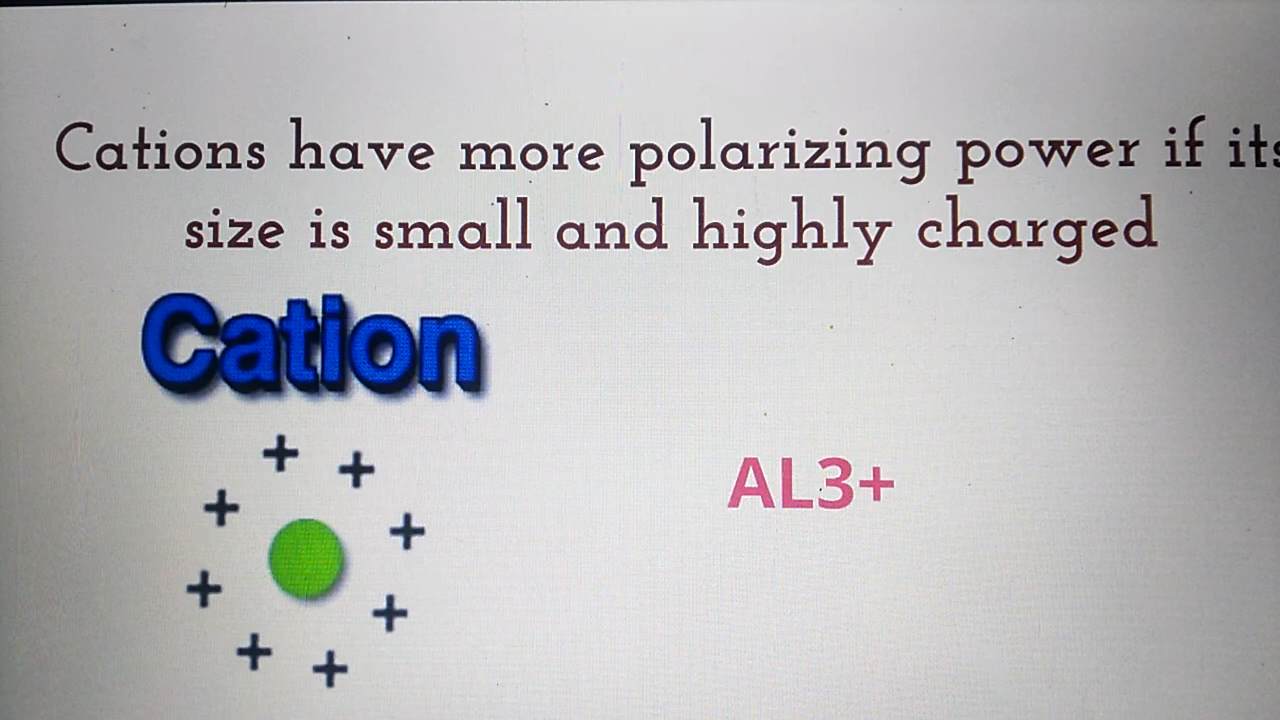 Cations have more polarizing power if its
size is small and highly charged
Cation
AL3+